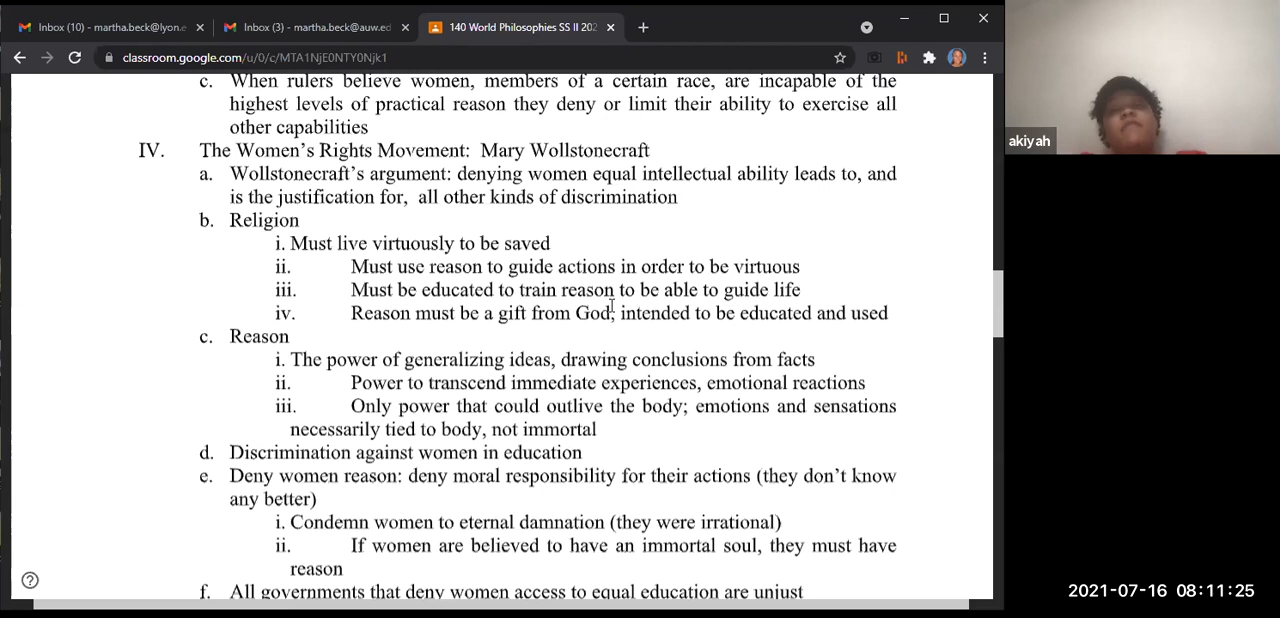 Inbox (10) - martha.beck@lyon.e
Inbox (3) - martha.beck@auw.ed
140 World Philosophies SS II 202
classroom.google.com/u/0/c/MTA1NjE0NTY0Njk1
c. When rulers believe women, members of a certain race, are incapable of the
highest levels of practical reason they deny or limit their ability to exercise all
other capabilities
IV. The Women's Rights Movement: Mary Wollstonecraft
a. Wollstonecraft's argument: denying women equal intellectual ability leads to, and
is the justification for, all other kinds of discrimination
b. Religion
i. Must live virtuously to be saved
ii. Must use reason to guide actions in order to be virtuous
iii. Must be educated to train reason to be able to guide life
iv. Reason must be a gift from God; intended to be educated and used
c. Reason
i. The power of generalizing ideas, drawing conclusions from facts
ii. Power to transcend immediate experiences, emotional reactions
iii. Only power that could outlive the body; emotions and sensations
necessarily tied to body, not immortal
d. Discrimination against women in education
e. Deny women reason: deny moral responsibility for their actions (they don't know
any better)
i. Condemn women to eternal damnation (they were irrational)
ii. If women are believed to have an immortal soul, they must have
reason
f. All governments that deny women access to equal education are unjust
akiyah
2021-07-16 08:11:25